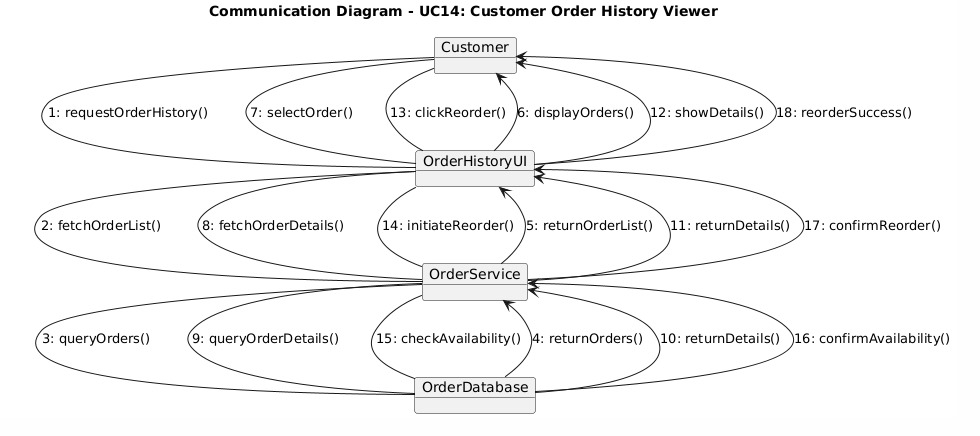 Communication Diagram - UC14: Customer Order History Viewer
Customer
1: requestOrderHistory()
7: selectOrder()
13: clickReorder()
6: displayOrders()
12: showDetails()
18: reorderSuccess()
OrderHistoryUI
2: fetchOrderList()
8: fetchOrderDetails()
14: initiateReorder()
5: returnOrderList()
11: returnDetails()
17: confirmReorder()
OrderService
3: queryOrders()
9: queryOrderDetails()
15: checkAvailability()
4: returnOrders()
10: returnDetails()
16: confirmAvailability()
OrderDatabase